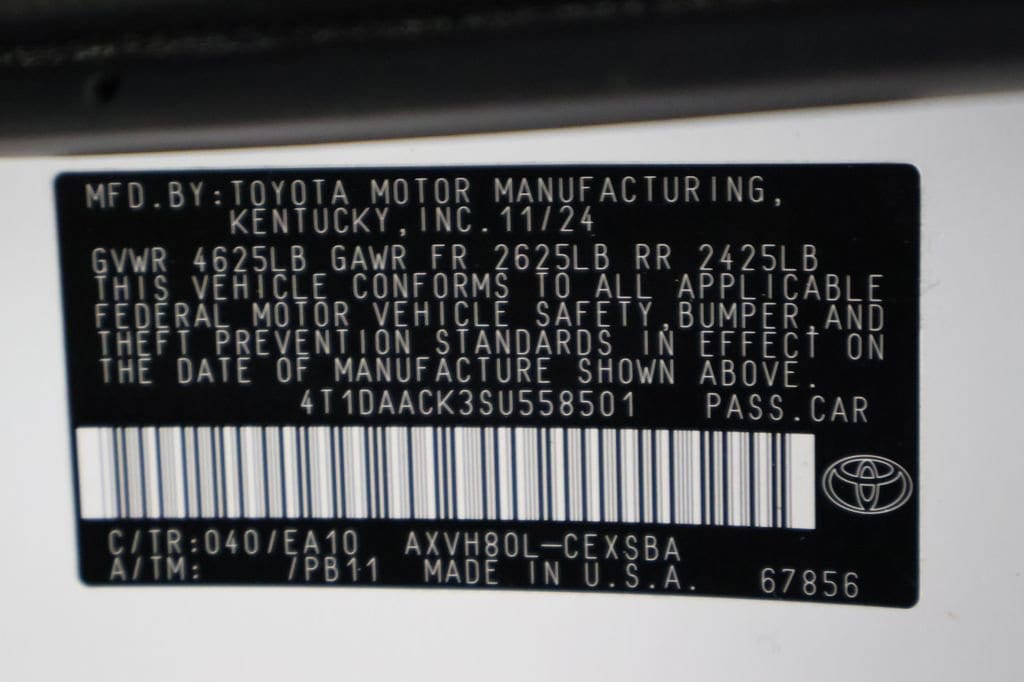 MFD.BY:TOYOTA MOTOR MANUFACTURING,
KENTUCKY,INC.11/24
GVWR 4625LB GAWR FR 2625LB RR 2425LB
THIS VEHICLE CONFORMS TO ALL APPLICABLE
FEDERAL MOTOR VEHICLE SAFETY,BUMPER,AND
THEFT PREVENTION STANDARDS IN EFFECT ON
THE DATE OF MANUFACTURE SHOWN ABOVE.
4T1DAACK3SU558501 PASS.CAR
C/TR:040/EA10 AXVH80L-CEXSBA
A/TM: /PB11 MADE IN U.S.A. 67856